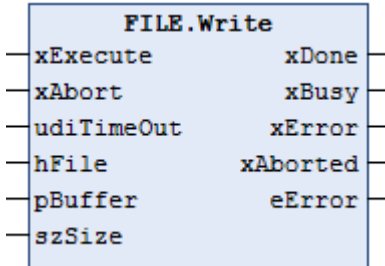 FILE.Write
xExecute xDone
xAbort xBusy
udiTimeOut xError
hFile xAborted
pBuffer eError
szSize